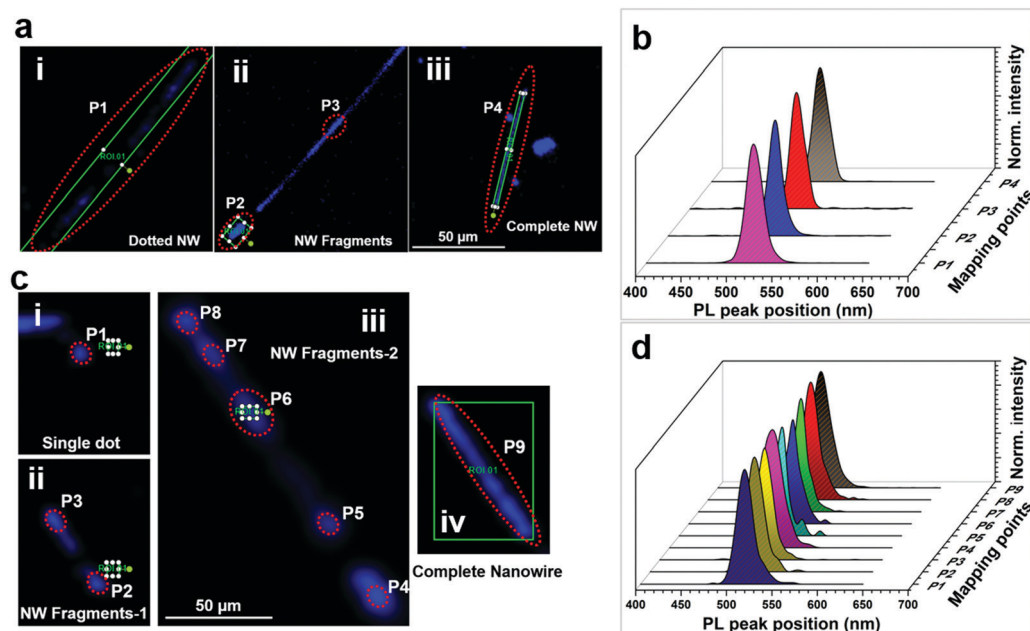 a
i
P1
ROI.01
Dotted NW
ii
P3
P2
NW Fragments
iii
P4
50 µm
Complete NW
b
Norm. intensity
P4
P3
P2
P1
Mapping points
400 450 500 550 600 650 700
PL peak position (nm)
c
i
P1
Single dot
ii
P3
P2
NW Fragments-1
iii
P8
P7
NW Fragments-2
P6
P5
P4
50 µm
P9
ROI.01
iv
Complete Nanowire
d
Norm. intensity
P9
P8
P7
P6
P5
P4
P3
P2
P1
Mapping points
400 450 500 550 600 650 700
PL peak position (nm)